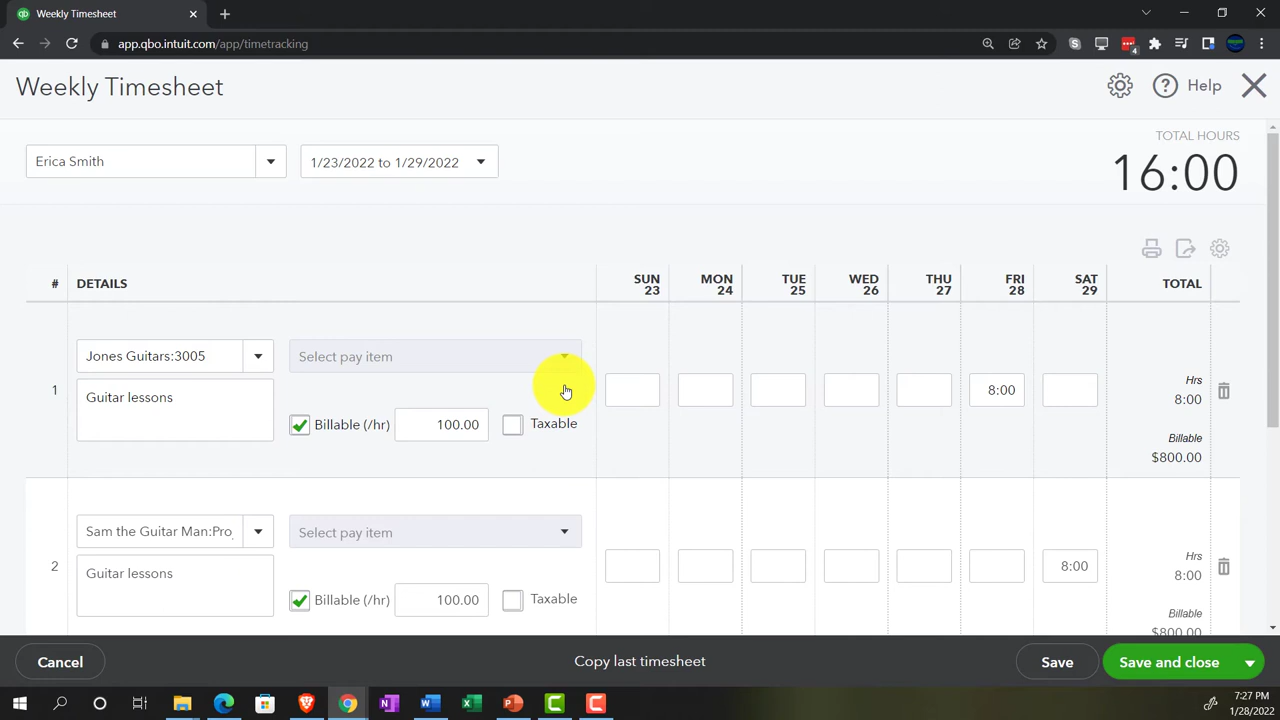 Weekly Timesheet
app.qbo.intuit.com/app/timetracking
4
Weekly Timesheet
Help
Erica Smith
1/23/2022 to 1/29/2022
TOTAL HOURS
16:00
# DETAILS SUN 23 MON 24 TUE 25 WED 26 THU 27 FRI 28 SAT 29 TOTAL
Jones Guitars:3005 Select pay item
1 Guitar lessons 8:00 Hrs 8:00
Billable (/hr) 100.00 Taxable
Billable
$800.00
Sam the Guitar Man:Pro
Select pay item
2 Guitar lessons 8:00 Hrs 8:00
Billable (/hr) 100.00 Taxable
Billable
$800.00
Cancel Copy last timesheet Save Save and close
7:27 PM
1/28/2022